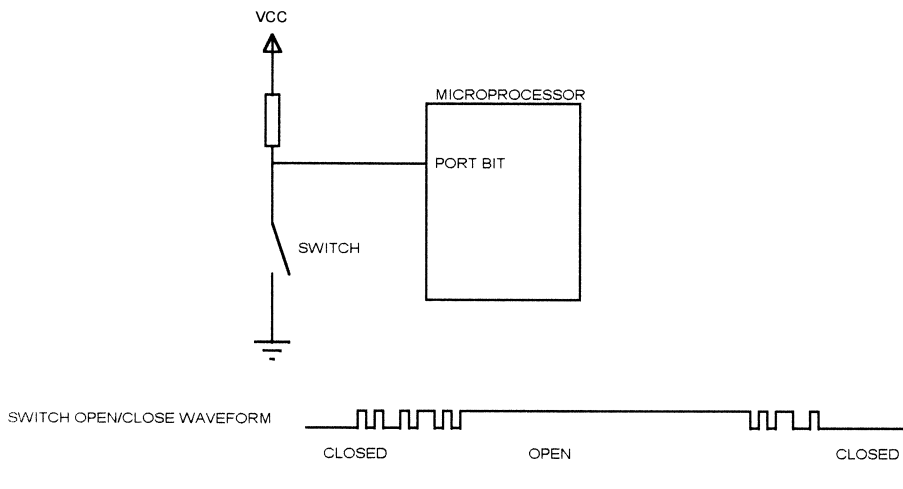 VCC
MICROPROCESSOR
PORT BIT
SWITCH
SWITCH OPEN/CLOSE WAVEFORM
CLOSED
OPEN
CLOSED